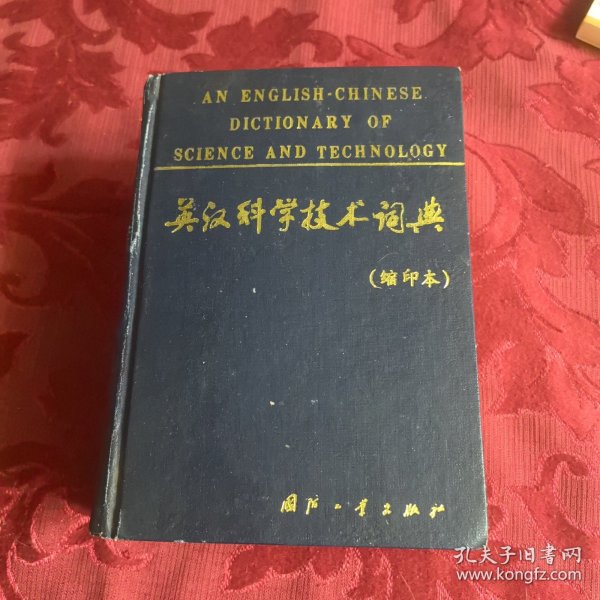 AN ENGLISH-CHINESE
DICTIONARY OF
SCIENCE AND TECHNOLOGY
英汉科学技术词典
(缩印本)
国防工业出版社
孔夫子旧书网
www.kongfz.com